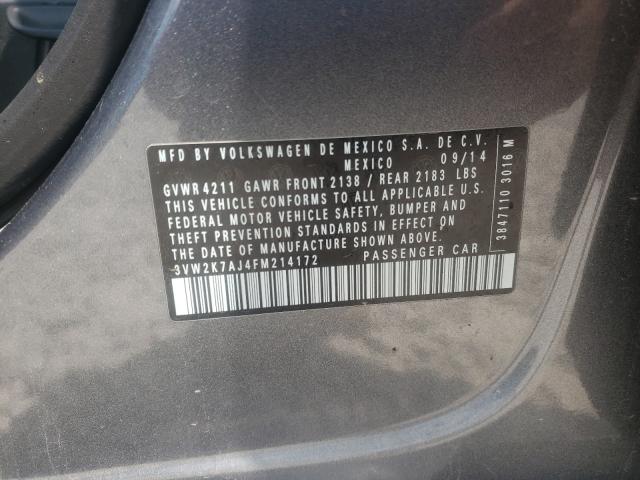 MFD BY VOLKSWAGEN DE MEXICO S.A. DE C.V.
MEXICO 09/14
GVWR 4211 GAWR FRONT 2138 / REAR 2183 LBS
THIS VEHICLE CONFORMS TO ALL APPLICABLE U.S.
FEDERAL MOTOR VEHICLE SAFETY, BUMPER AND
THEFT PREVENTION STANDARDS IN EFFECT ON
THE DATE OF MANUFACTURE SHOWN ABOVE.
3VW2K7AJ4FM214172 PASSENGER CAR
3847110 3016 M